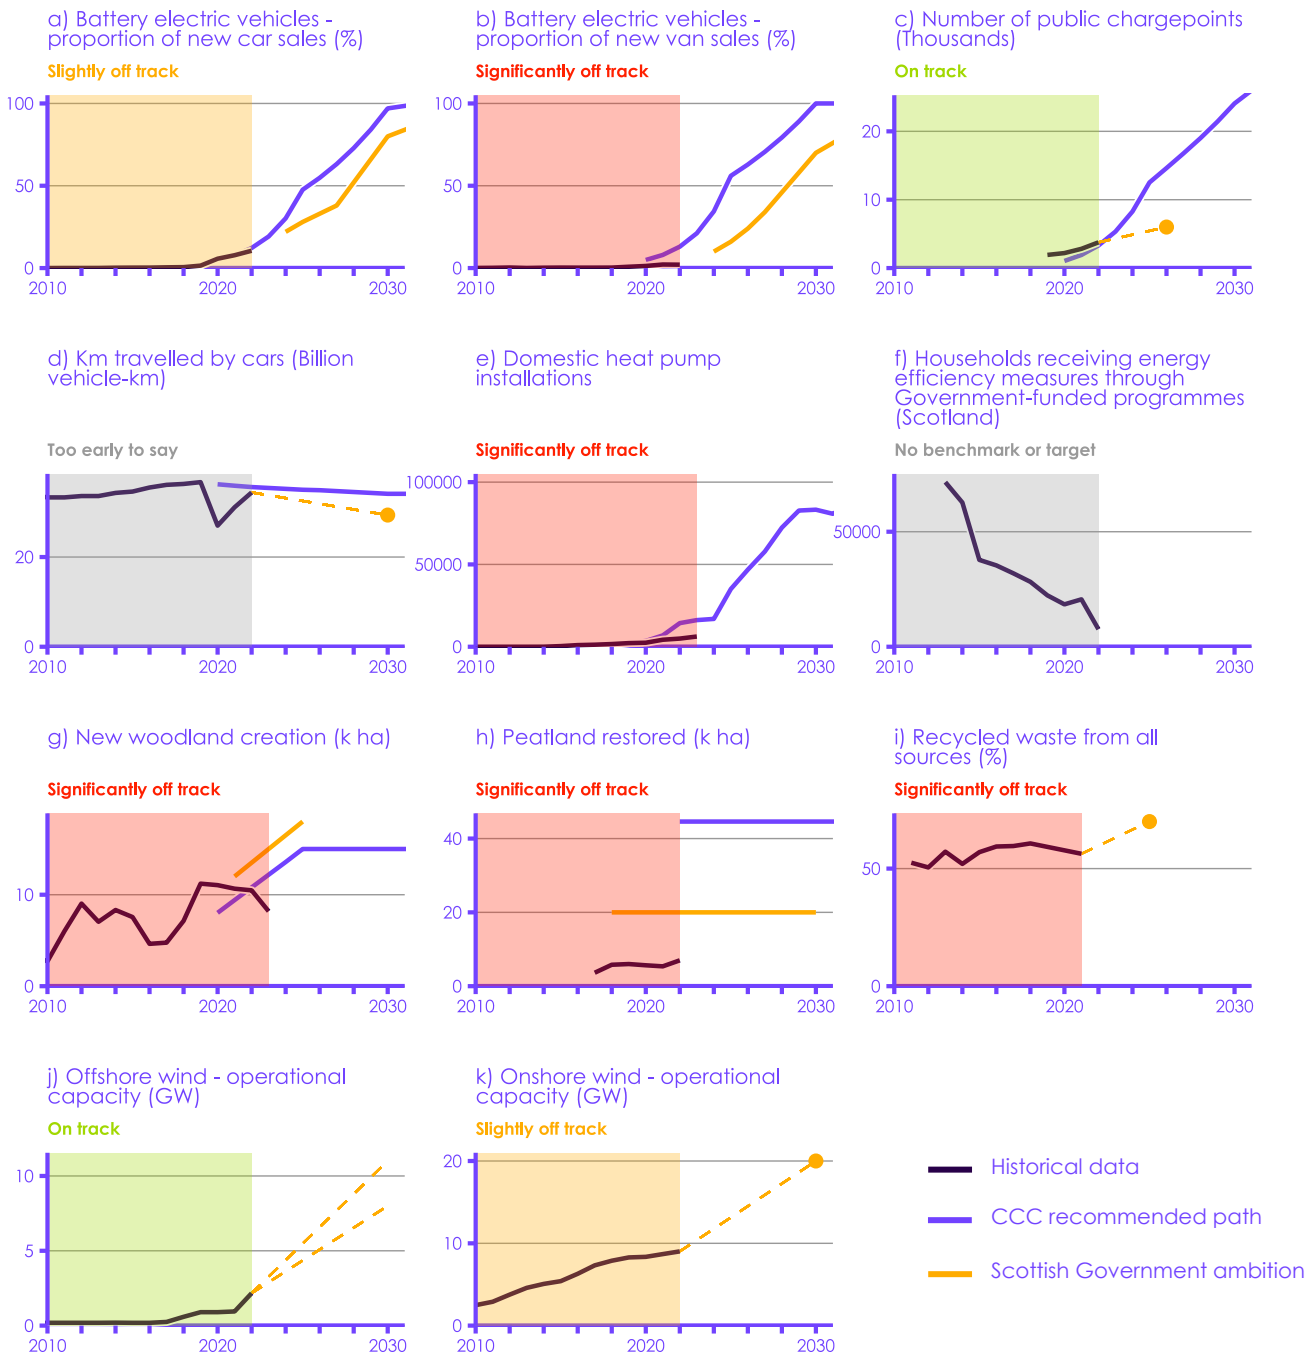 a) Battery electric vehicles -
proportion of new car sales (%)
Slightly off track
100
50
0
2010
2020
2030
b) Battery electric vehicles -
proportion of new van sales (%)
Significantly off track
100
50
0
2010
2020
2030
c) Number of public chargepoints
(Thousands)
On track
20
10
0
2010
2020
2030
d) Km travelled by cars (Billion
vehicle-km)
Too early to say
20
0
2010
2020
2030
e) Domestic heat pump
installations
Significantly off track
100000
50000
0
2010
2020
2030
f) Households receiving energy
efficiency measures through
Government-funded programmes
(Scotland)
No benchmark or target
50000
0
2010
2020
2030
g) New woodland creation (k ha)
Significantly off track
10
0
2010
2020
2030
h) Peatland restored (k ha)
Significantly off track
40
20
0
2010
2020
2030
i) Recycled waste from all
sources (%)
Significantly off track
50
0
2010
2020
2030
j) Offshore wind - operational
capacity (GW)
On track
10
5
0
2010
2020
2030
k) Onshore wind - operational
capacity (GW)
Slightly off track
20
10
0
2010
2020
2030
Historical data
CCC recommended path
Scottish Government ambition